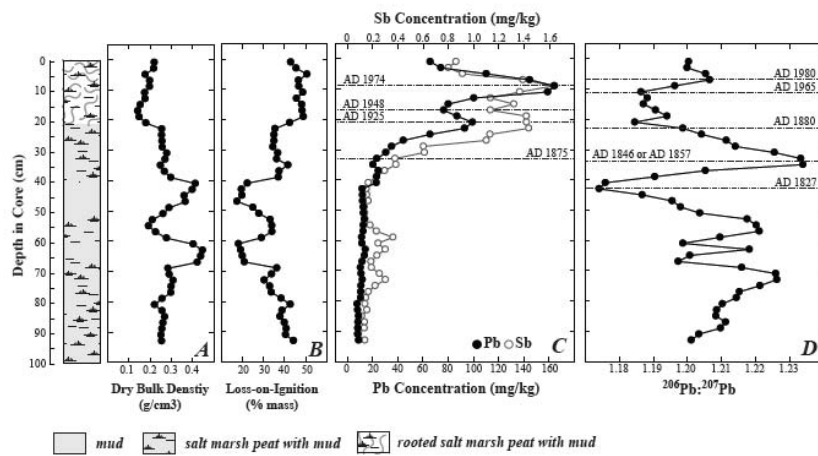 Sb Concentration (mg/kg)
0 0.2 0.4 0.6 0.8 1 1.2 1.4 1.6
0
10
20
30
40
50
60
70
80
90
100
Depth in Core (cm)
A
0.1 0.2 0.3 0.4
Dry Bulk Denstiy
(g/cm3)
B
20 30 40 50
Loss-on-Ignition
(% mass)
AD 1974
AD 1948
AD 1925
AD 1875
Pb Sb
C
0 20 40 60 80 100 120 140 160
Pb Concentration (mg/kg)
AD 1980
AD 1965
AD 1880
AD 1846 or AD 1857
AD 1827
D
1.18 1.19 1.20 1.21 1.22 1.23
206Pb:207Pb
mud salt marsh peat with mud rooted salt marsh peat with mud